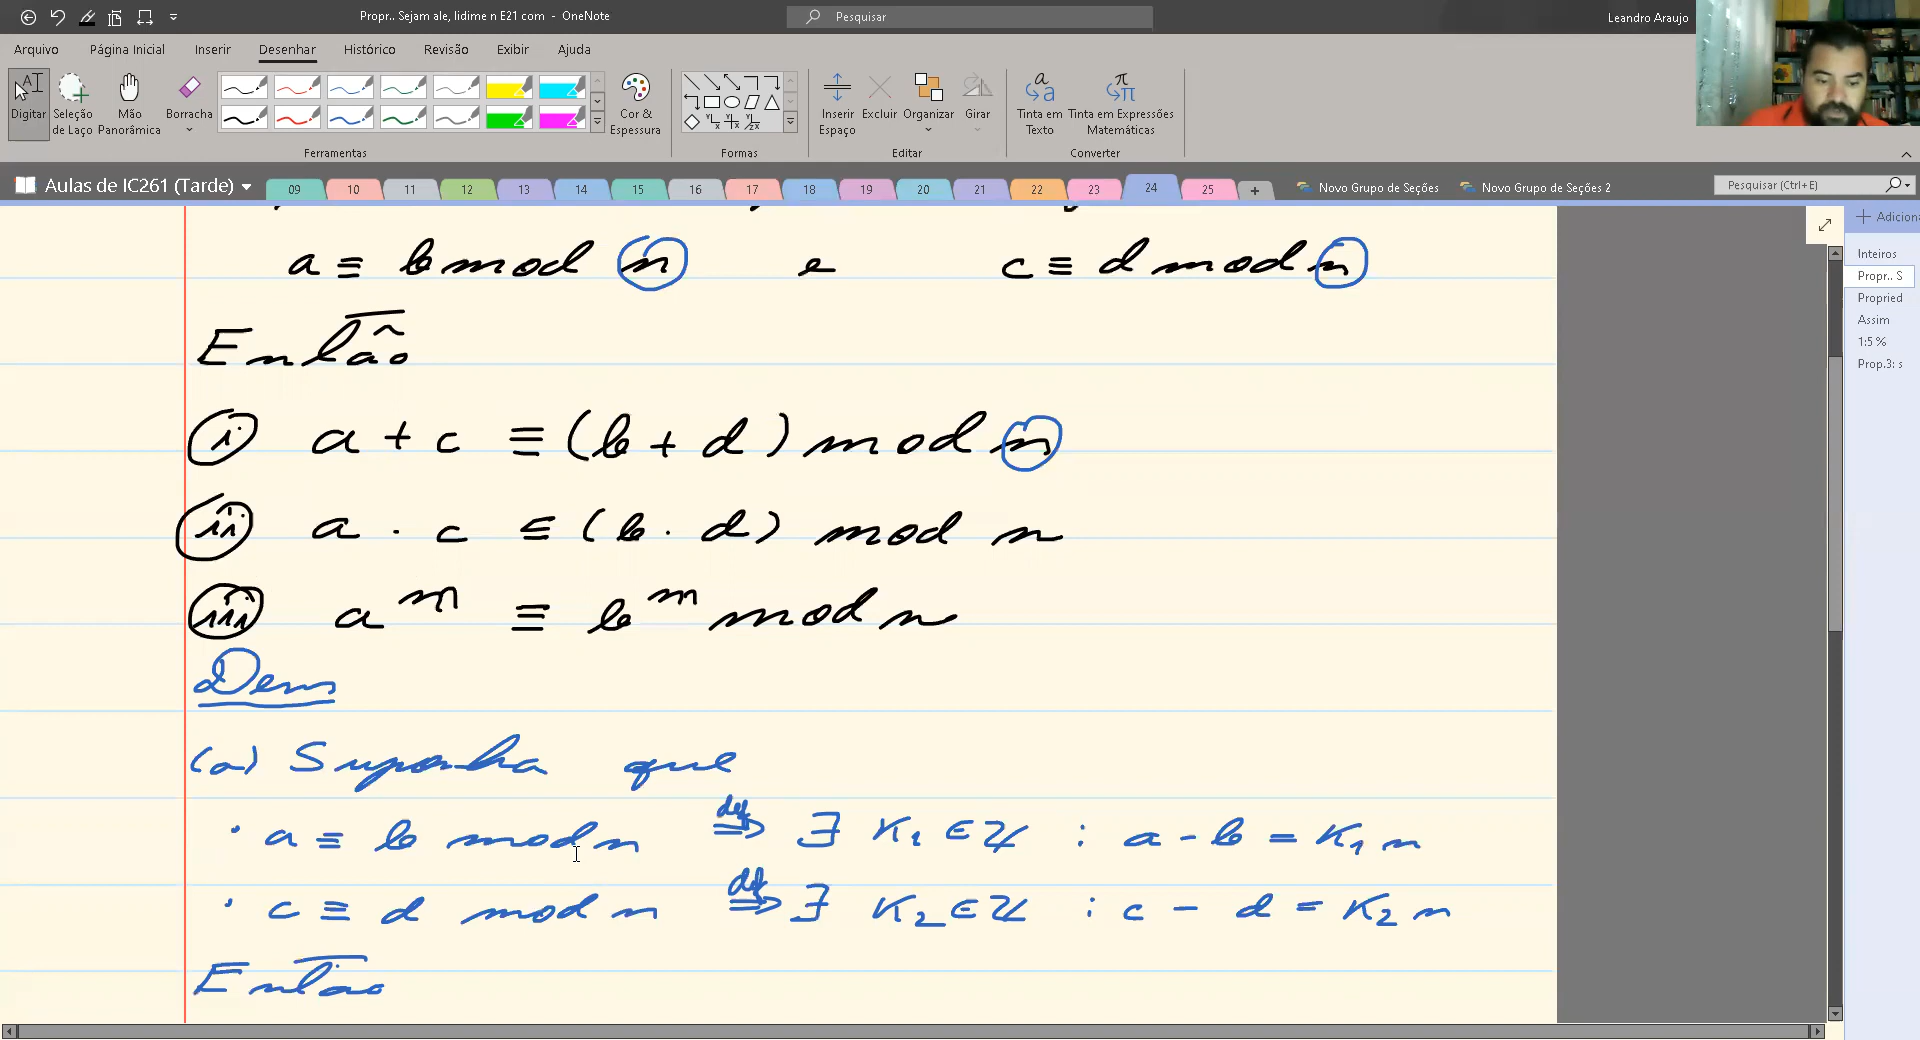 Propr.. Sejam ale, lidime n E21 com - OneNote
Pesquisar
Leandro Araujo
Arquivo Página Inicial Inserir Desenhar Histórico Revisão Exibir Ajuda
Digitar
Seleção de Laço
Mão Panorâmica
Borracha
Cor & Espessura
Inserir Espaço
Excluir
Organizar
Girar
Tinta em Texto
Tinta em Expressões Matemáticas
Ferramentas Formas Editar Converter
Aulas de IC261 (Tarde) 09 10 11 12 13 14 15 16 17 18 19 20 21 22 23 24 25 + Novo Grupo de Seções Novo Grupo de Seções 2 Pesquisar (Ctrl+E)
Adiciona
Inteiros
Propr.. S
Propried
Assim
1:5 %
Prop.3: s
a ≡ b mod n e c ≡ d mod n
Então
(i) a + c ≡ (b + d) mod n
(ii) a · c ≡ (b · d) mod n
(iii) a^m ≡ b^m mod n
Dem
(a) Suponha que
· a ≡ b mod n def ⇒ ∃ K₁ ∈ ℤ : a - b = K₁ n
· c ≡ d mod n def ⇒ ∃ K₂ ∈ ℤ : c - d = K₂ n
Então